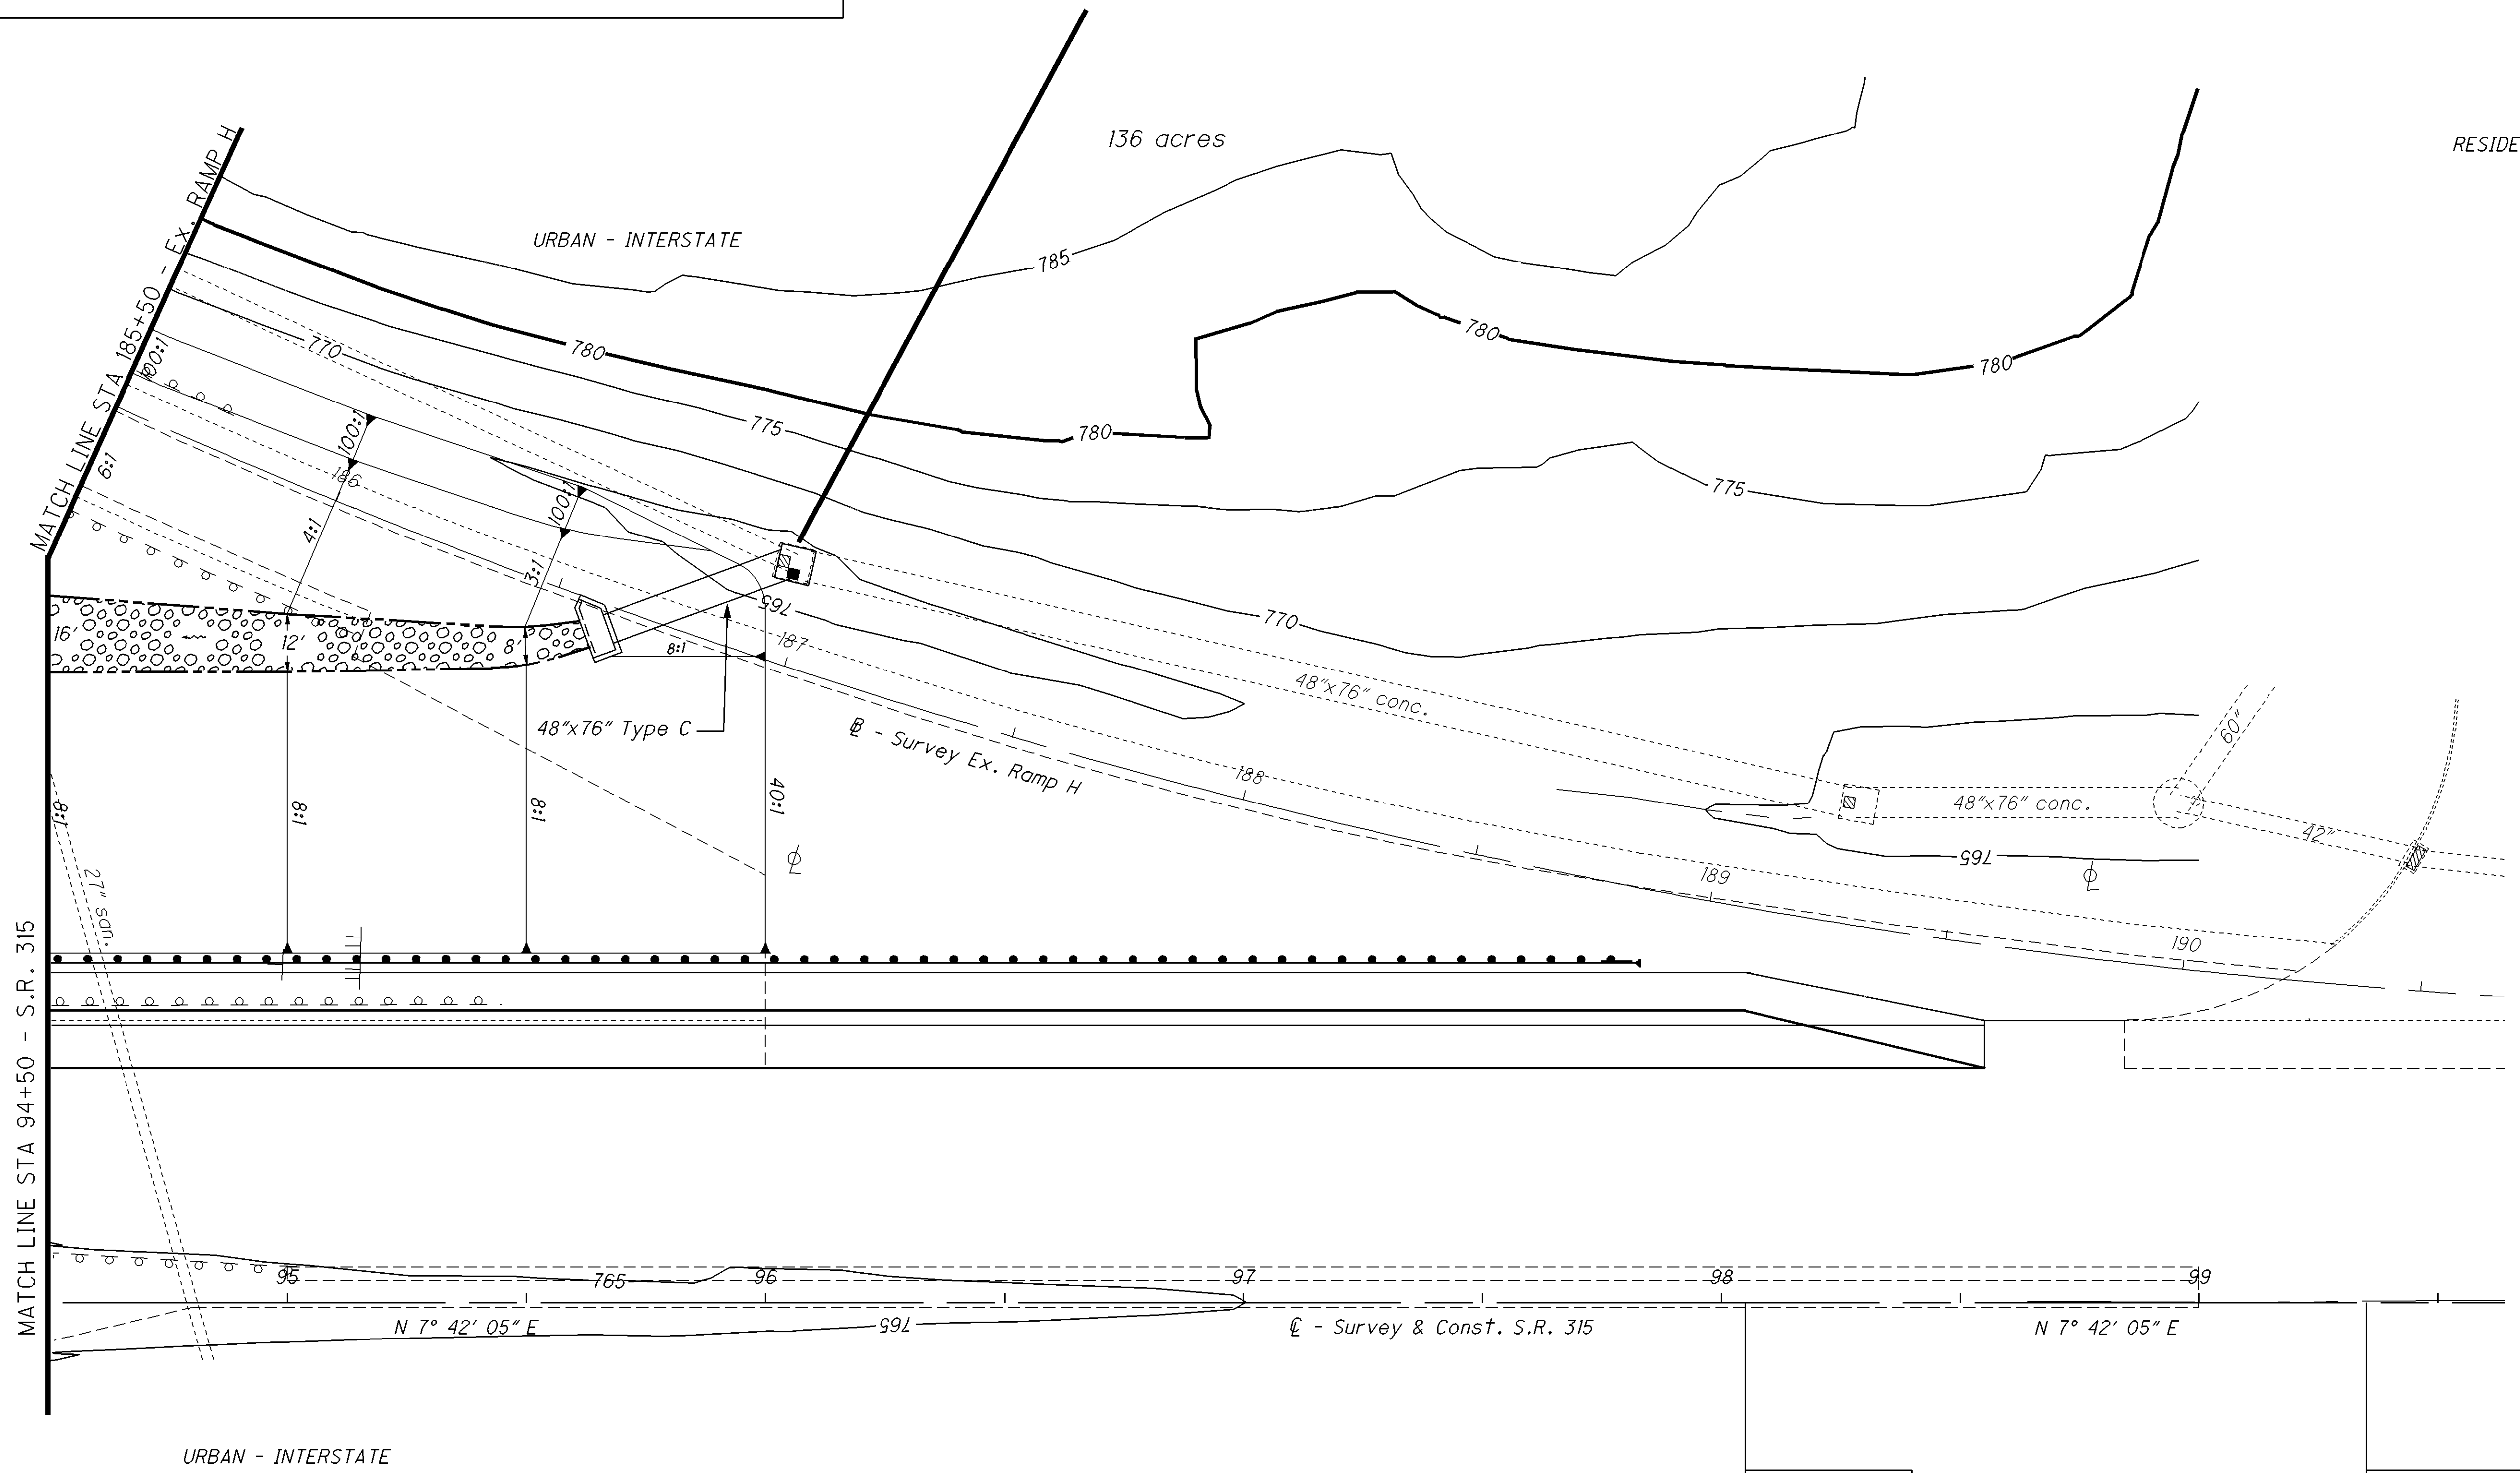 136 acres
RESIDE
MATCH LINE STA 185+50 - EX. RAMP H
URBAN - INTERSTATE
785
780
780
780
780
770
775
775
770
100:1
100:1
100:1
6:1
4:1
3:1
186
187
188
189
190
765
16'
12'
8'
8:1
48"x76" Type C
℄ - Survey Ex. Ramp H
48"x76" conc.
48"x76" conc.
60"
42"
765
8:1
8:1
8:1
40:1
27" san.
MATCH LINE STA 94+50 - S.R. 315
95
765
96
97
98
99
N 7° 42' 05" E
765
℄ - Survey & Const. S.R. 315
N 7° 42' 05" E
URBAN - INTERSTATE